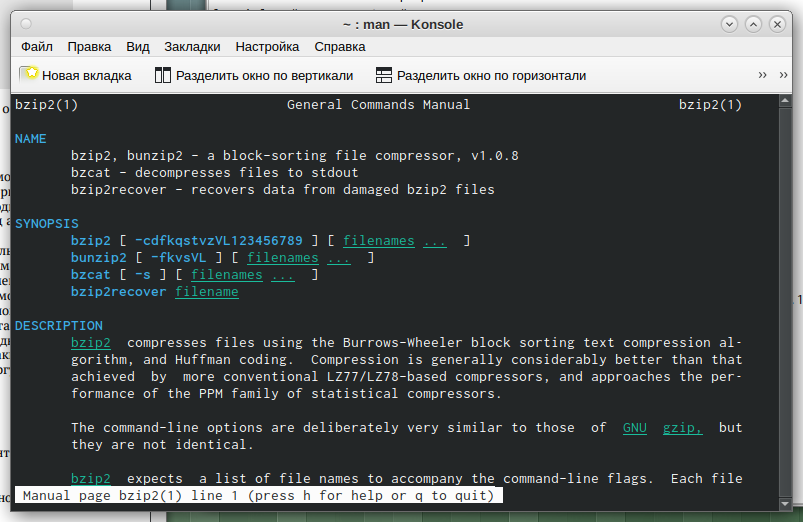 ~ : man — Konsole
Файл Правка Вид Закладки Настройка Справка
Новая вкладка Разделить окно по вертикали Разделить окно по горизонтали ›› ››
bzip2(1) General Commands Manual bzip2(1)
NAME
bzip2, bunzip2 - a block-sorting file compressor, v1.0.8
bzcat - decompresses files to stdout
bzip2recover - recovers data from damaged bzip2 files
SYNOPSIS
bzip2 [ -cdfkqstvzVL123456789 ] [ filenames ... ]
bunzip2 [ -fkvsVL ] [ filenames ... ]
bzcat [ -s ] [ filenames ... ]
bzip2recover filename
DESCRIPTION
bzip2 compresses files using the Burrows-Wheeler block sorting text compression al-
gorithm, and Huffman coding. Compression is generally considerably better than that
achieved by more conventional LZ77/LZ78-based compressors, and approaches the per-
formance of the PPM family of statistical compressors.
The command-line options are deliberately very similar to those of GNU gzip, but
they are not identical.
bzip2 expects a list of file names to accompany the command-line flags. Each file
Manual page bzip2(1) line 1 (press h for help or q to quit)